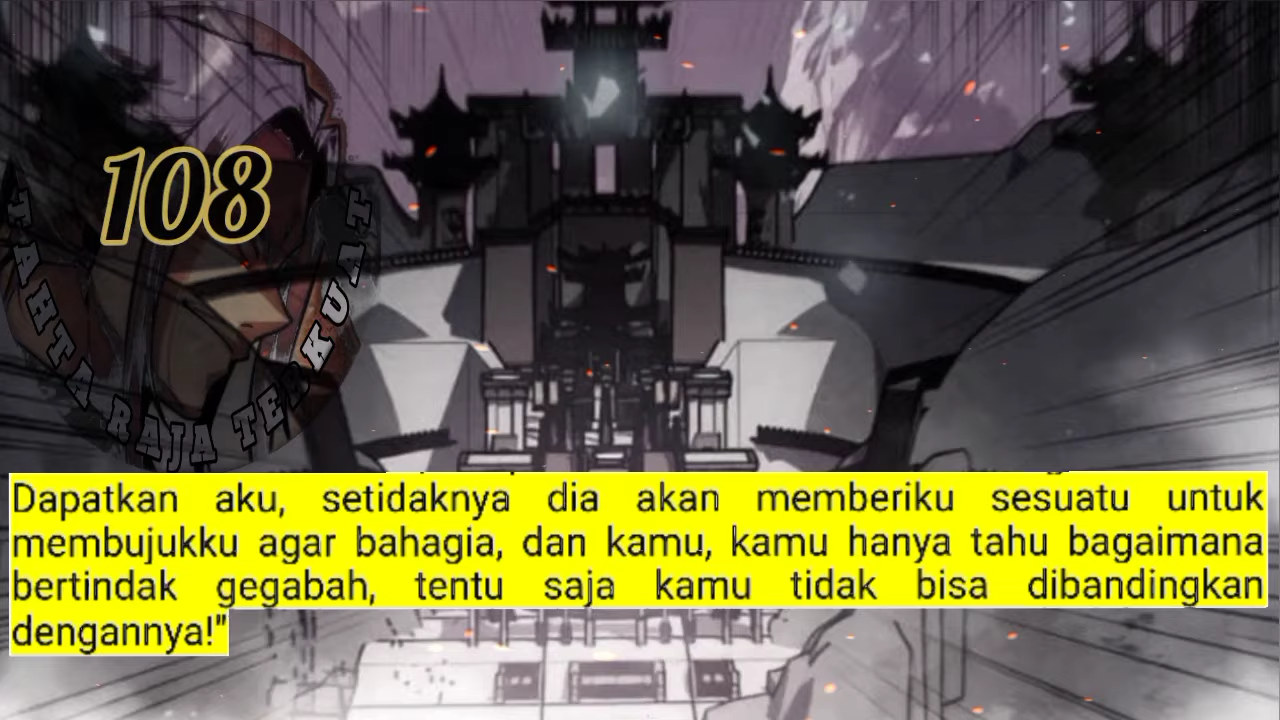 108
TAHTA RAJA TERKUAT
Dapatkan aku, setidaknya dia akan memberiku sesuatu untuk
membujukku agar bahagia, dan kamu, kamu hanya tahu bagaimana
bertindak gegabah, tentu saja kamu tidak bisa dibandingkan
dengannya!"